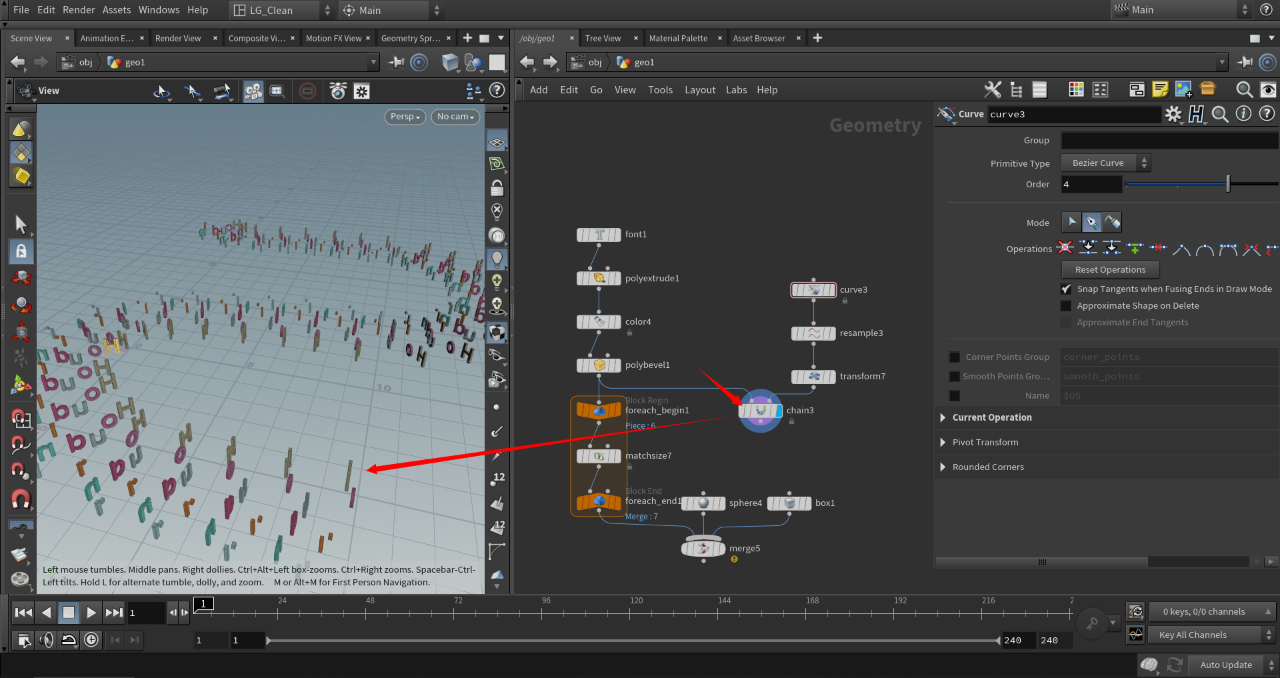 File Edit Render Assets Windows Help LG_Clean Main Main
Scene View × Animation E... × Render View × Composite Vi... × Motion FX View × Geometry Spr... × /obj/geo1 × Tree View × Material Palette × Asset Browser ×
obj geo1 obj geo1
View Add Edit Go View Tools Layout Labs Help
Persp No cam Geometry Curve curve3
Group
Primitive Type Bezier Curve
Order 4
Mode
Operations
Reset Operations
Snap Tangents when Fusing Ends in Draw Mode
Approximate Shape on Delete
Approximate End Tangents
Corner Points Group corner_points
Smooth Points Gro... smooth_points
Name $OS
Current Operation
Pivot Transform
Rounded Corners
font1
polyextrude1
curve3
color4
resample3
polybevel1
transform7
Block Begin
foreach_begin1
chain3
Piece : 6
matchsize7
Block End
foreach_end1
sphere4
box1
Merge : 7
merge5
10
12
12
Left mouse tumbles. Middle pans. Right dollies. Ctrl+Alt+Left box-zooms. Ctrl+Right zooms. Spacebar-Ctrl-
Left tilts. Hold L for alternate tumble, dolly, and zoom. M or Alt+M for First Person Navigation.
1 1 24 48 72 96 120 144 168 192 216 2
0 keys, 0/0 channels
1 1 240 240 Key All Channels
Auto Update